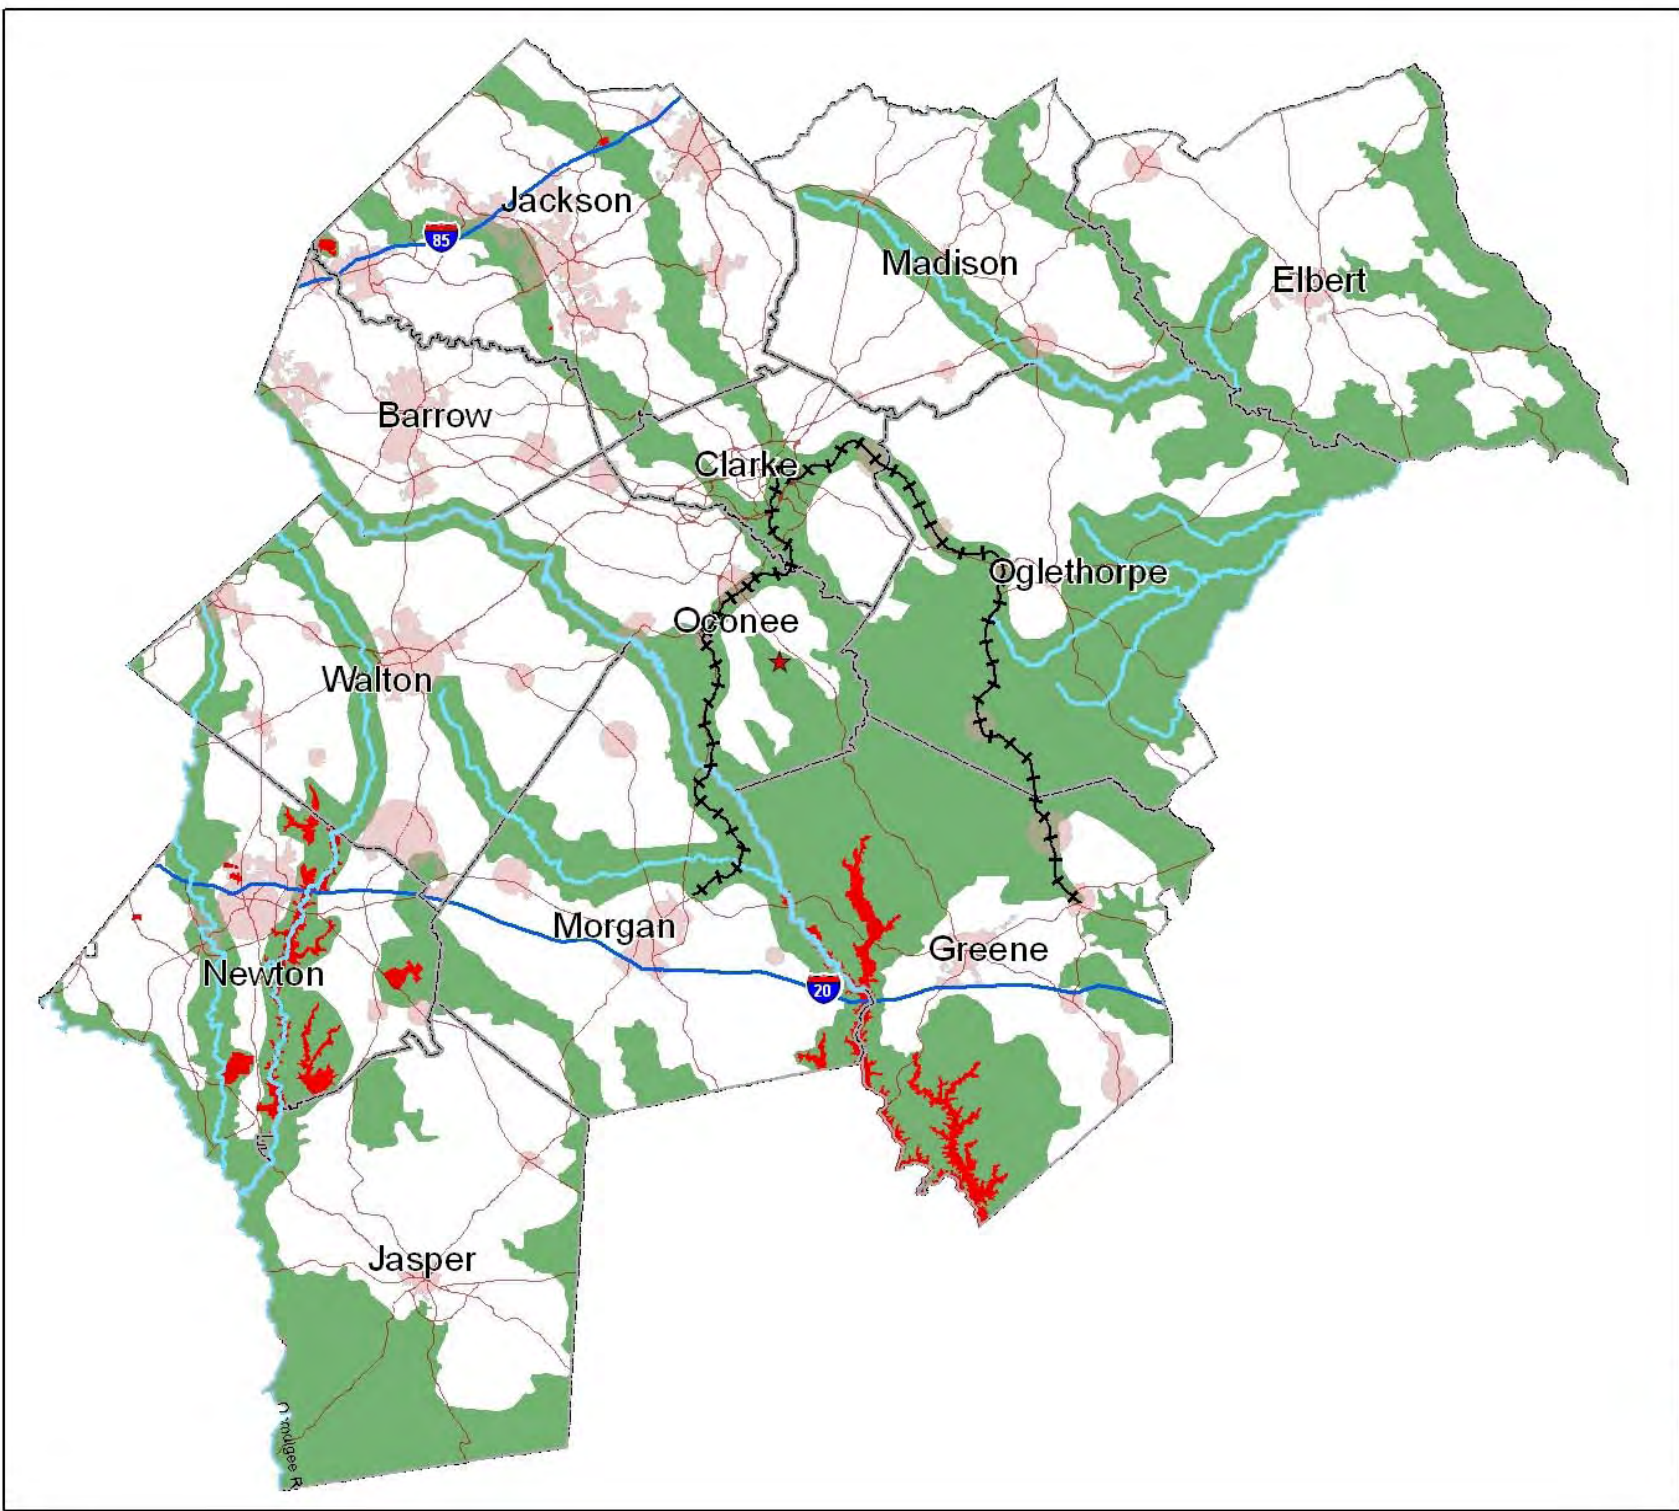 Jackson
85
Madison
Elbert
Barrow
Clarke
Oglethorpe
Oconee
Walton
Morgan
Greene
Newton
20
Jasper